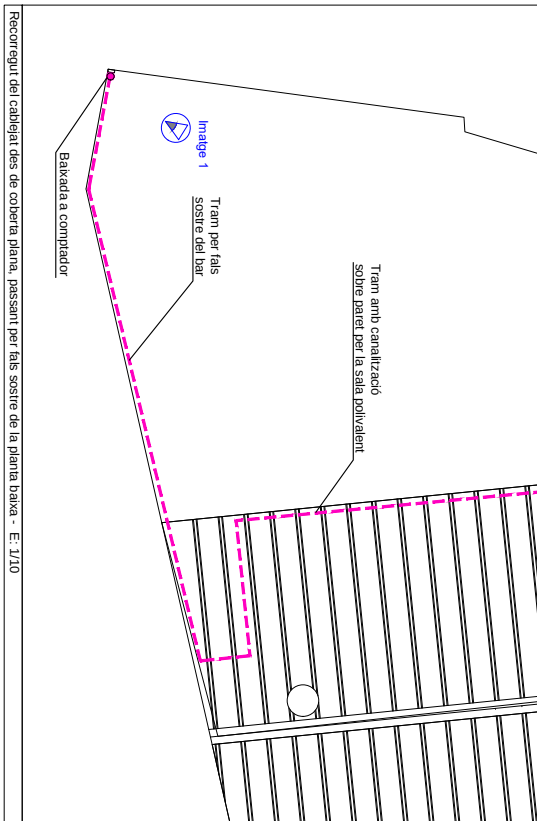 Imatge 1
Tram per fals
sostre del bar
Baixada a comptador
Tram amb canalització
sobre paret per la sala polivalent
Recorregut del cablejat des de coberta plana, passant per fals sostre de la planta baixa - E: 1/10